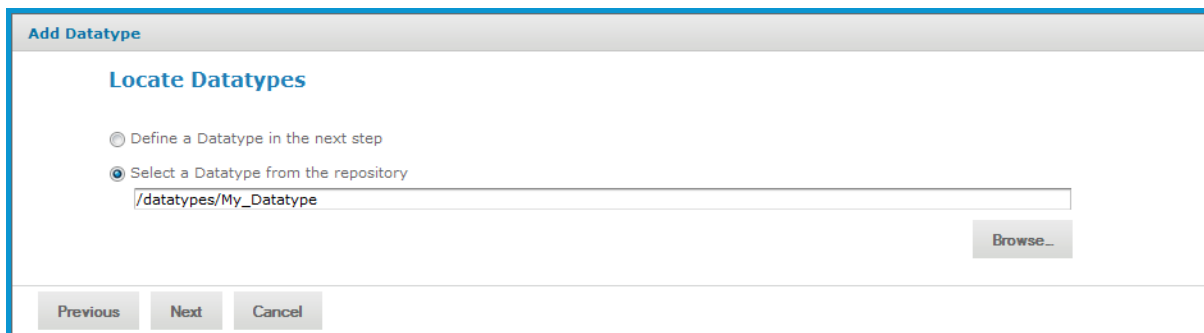 Add Datatype
Locate Datatypes
Define a Datatype in the next step
Select a Datatype from the repository
/datatypes/My_Datatype
Browse...
Previous Next Cancel